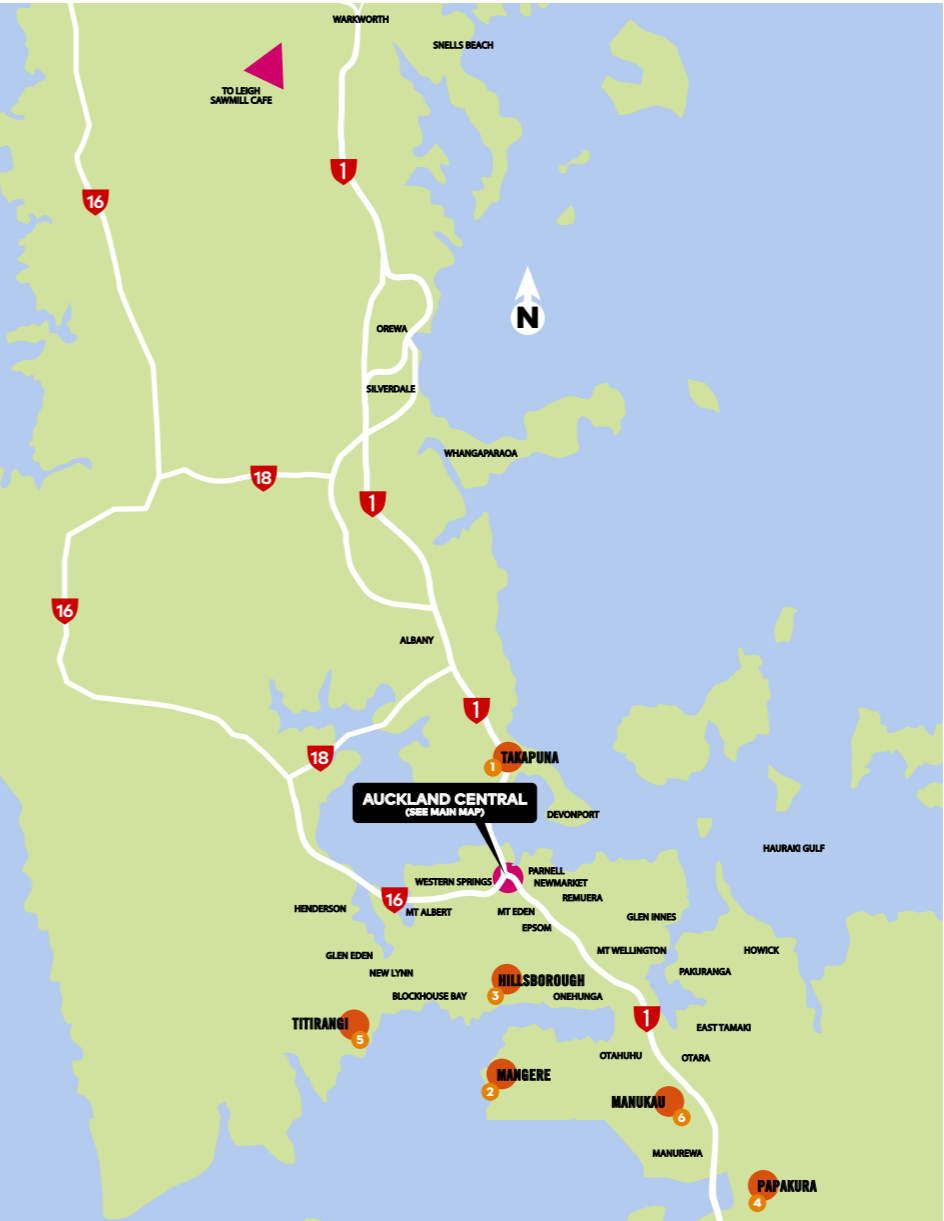 WARKWORTH
SNELLS BEACH
TO LEIGH
SAWMILL CAFE
1
16
N
OREWA
SILVERDALE
WHANGAPARAOA
18
1
16
ALBANY
1
18
TAKAPUNA
1
AUCKLAND CENTRAL
(SEE MAIN MAP)
DEVONPORT
HAURAKI GULF
PARNELL
WESTERN SPRINGS
NEWMARKET
REMUERA
16
HENDERSON
MT ALBERT
MT EDEN
GLEN INNES
EPSOM
GLEN EDEN
MT WELLINGTON
HOWICK
NEW LYNN
PAKURANGA
HILLSBOROUGH
3
BLOCKHOUSE BAY
ONEHUNGA
1
TITIRANGI
5
EAST TAMAKI
OTAHUHU
OTARA
MANGERE
2
MANUKAU
6
MANUREWA
PAPAKURA
4